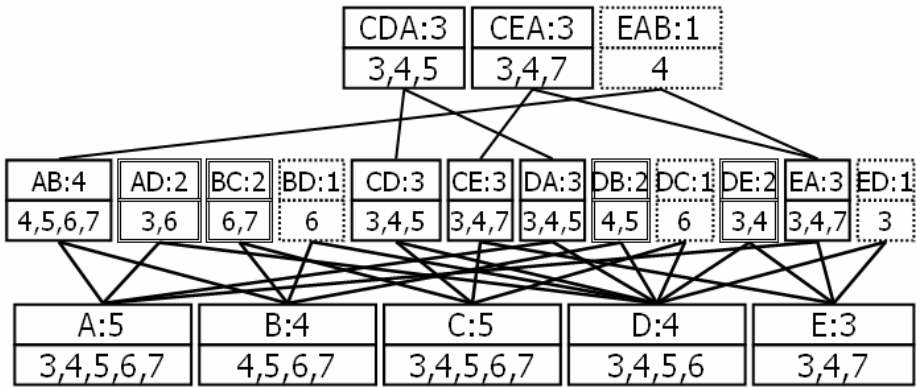 CDA:3 CEA:3 EAB:1
3,4,5 3,4,7 4
AB:4 AD:2 BC:2 BD:1 CD:3 CE:3 DA:3 DB:2 DC:1 DE:2 EA:3 ED:1
4,5,6,7 3,6 6,7 6 3,4,5 3,4,7 3,4,5 4,5 6 3,4 3,4,7 3
A:5 B:4 C:5 D:4 E:3
3,4,5,6,7 4,5,6,7 3,4,5,6,7 3,4,5,6 3,4,7